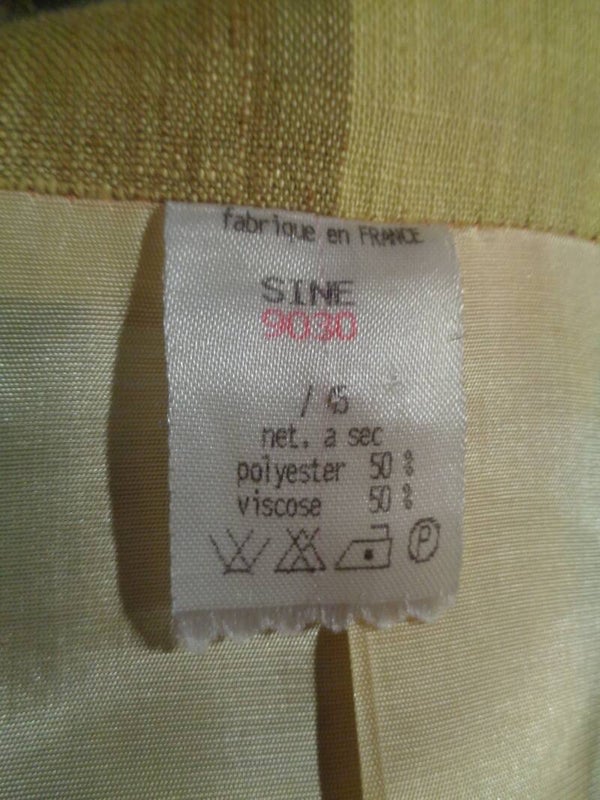 fabrique en FRANCE
SINE
9030
/ 45
net. a sec
polyester 50 %
viscose 50 %
P